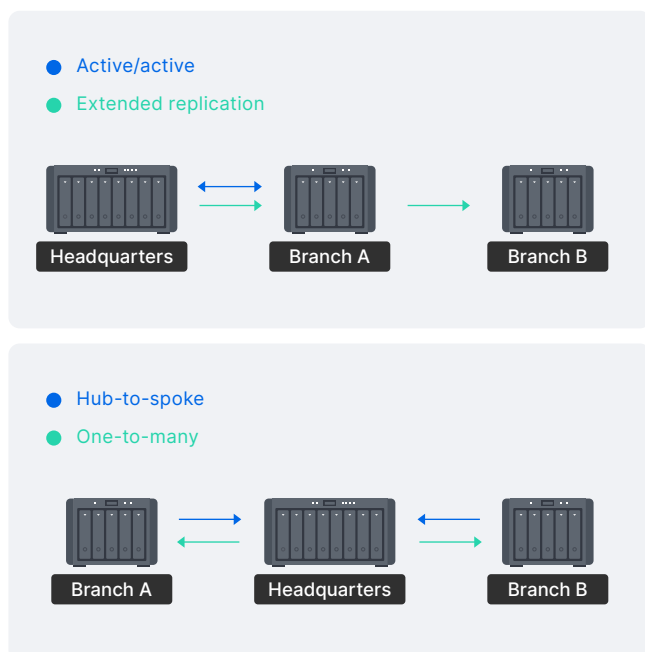 Active/active
Extended replication
Headquarters
Branch A
Branch B
Hub-to-spoke
One-to-many
Branch A
Headquarters
Branch B